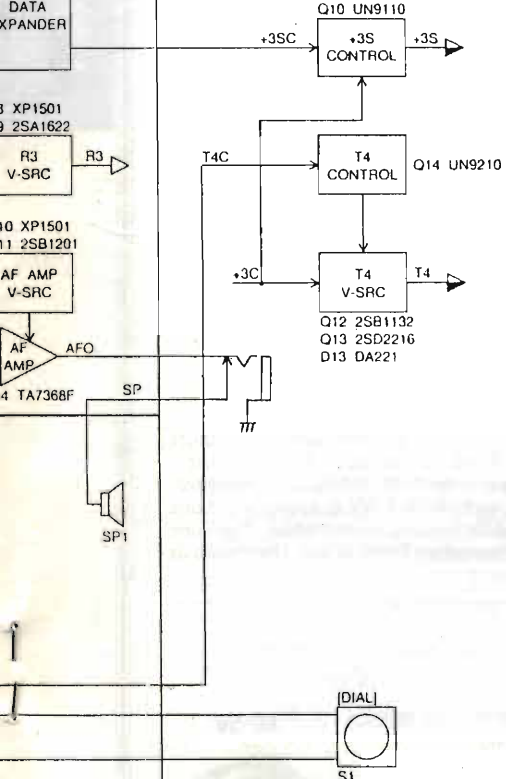 DATA
XPANDER
Q10 UN9110
+3SC
+3S
CONTROL
+3S
3 XP1501
9 2SA1622
R3
V-SRC
R3
T4C
T4
CONTROL
Q14 UN9210
10 XP1501
11 2SB1201
AF AMP
V-SRC
+3C
T4
V-SRC
T4
Q12 2SB1132
Q13 2SD2216
D13 DA221
AF
AMP
AFO
4 TA7368F
SP
SP1
[DIAL]
S1